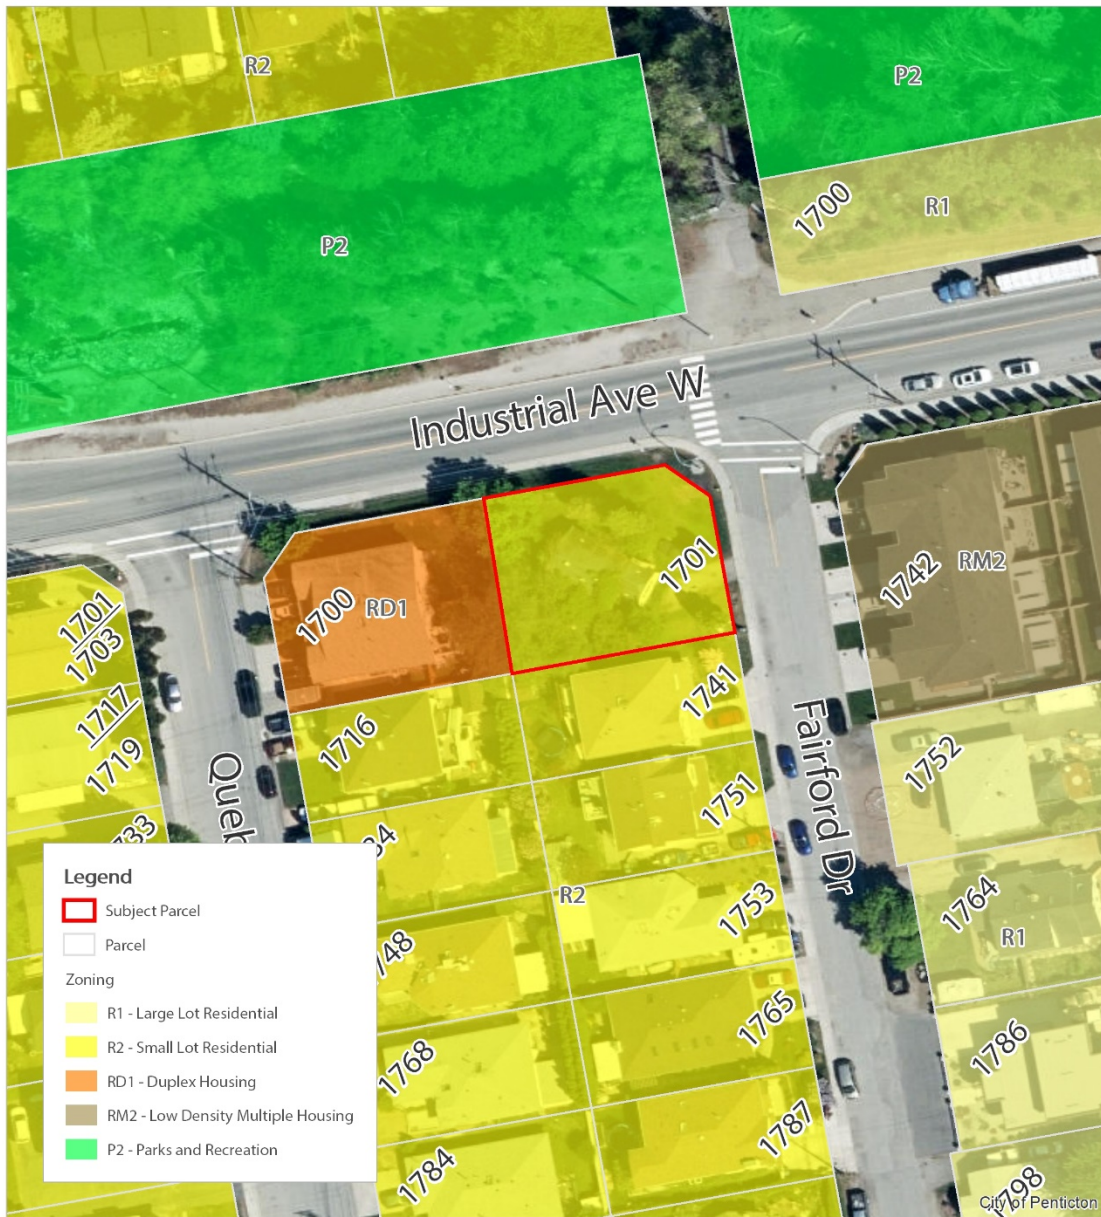 R2
P2
P2
1700
R1
Industrial Ave W
1701
1742
RM2
1700
RD1
1701
1703
1717
1719
1716
1741
1752
1751
Fairford Dr
R2
1753
1764
R1
1765
1786
1768
1787
1784
1798
Legend
Subject Parcel
Parcel
Zoning
R1 - Large Lot Residential
R2 - Small Lot Residential
RD1 - Duplex Housing
RM2 - Low Density Multiple Housing
P2 - Parks and Recreation
City of Penticton